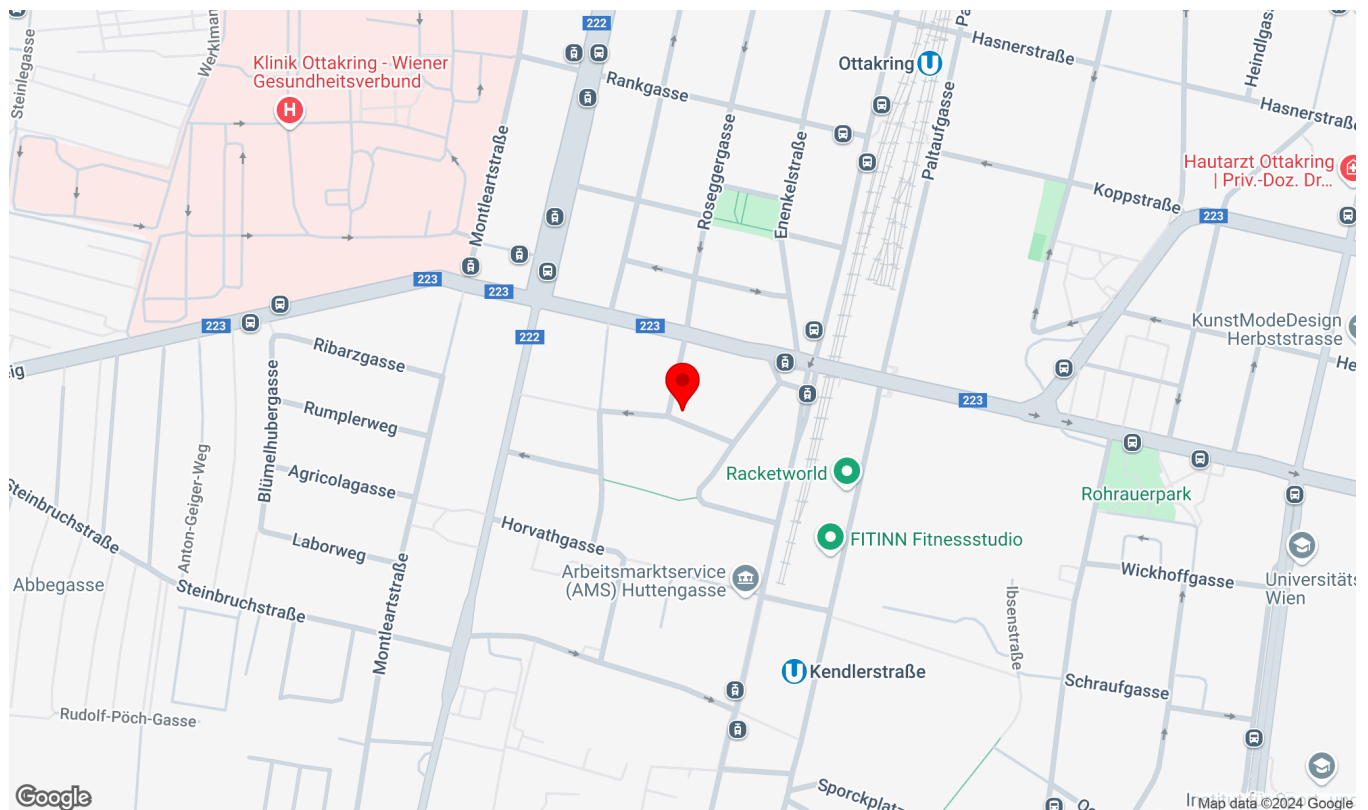 222
Steinlegasse
Werklman
Klinik Ottakring - Wiener
Gesundheitsverbund
H
Rankgasse
Ottakring
U
Hasnerstraße
Heindlgasse
Hasnerstraße
Roseggergasse
Enenkelstraße
Paltaufgasse
Montleartstraße
Hautarzt Ottakring
| Priv.-Doz. Dr...
Koppstraße
223
223
223
223
222
223
223
KunstModeDesign
Herbststrasse
Ribarzgasse
Blümelhubergasse
Rumplerweg
Agricolagasse
Anton-Geiger-Weg
Steinbruchstraße
Laborweg
Horvathgasse
Racketworld
FITINN Fitnessstudio
Rohrauerpark
Arbeitsmarktservice
(AMS) Huttengasse
Wickhoffgasse
Universitäts
Wien
Abbegasse
Steinbruchstraße
Montleartstraße
Ibsenstraße
U
Kendlerstraße
Schraufgasse
Rudolf-Pöch-Gasse
Sporckplatz
Google
Map data ©2024 Google